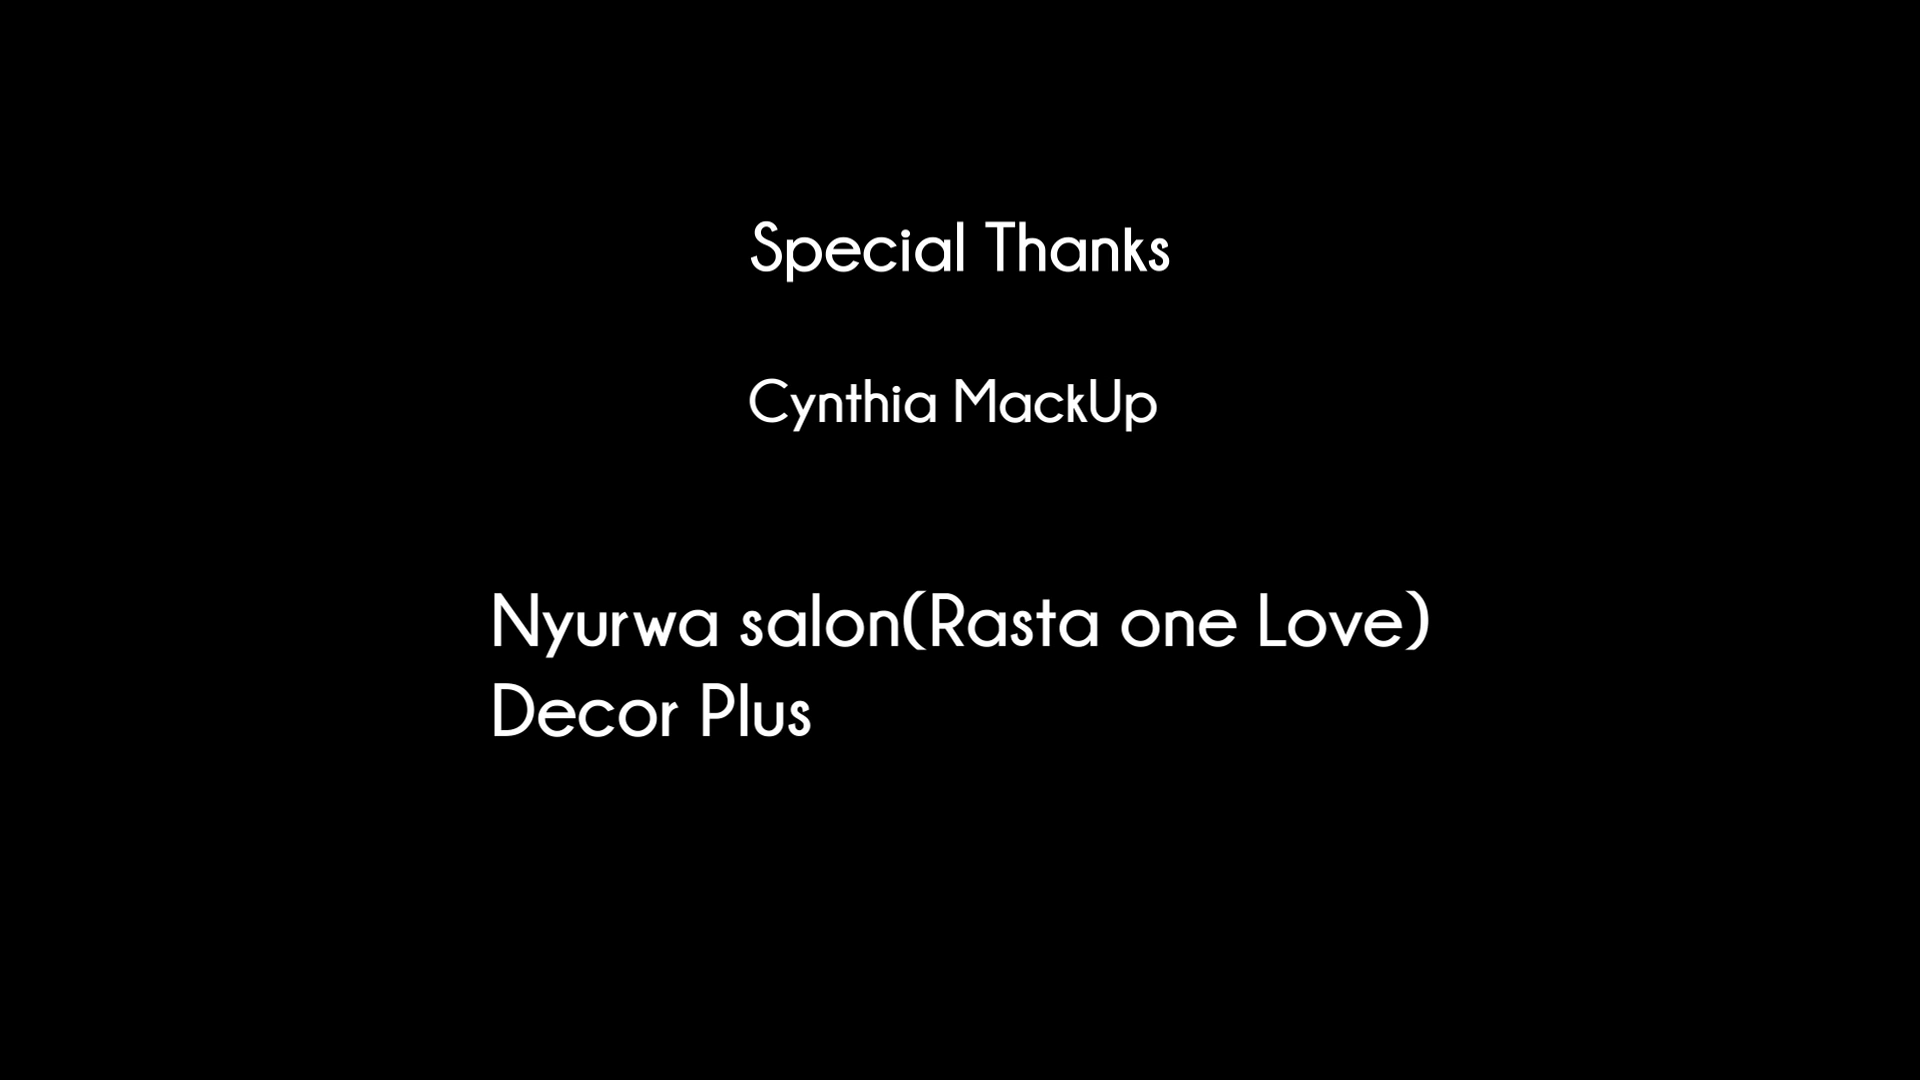 Special Thanks
Cynthia MackUp
Nyurwa salon(Rasta one Love)
Decor Plus